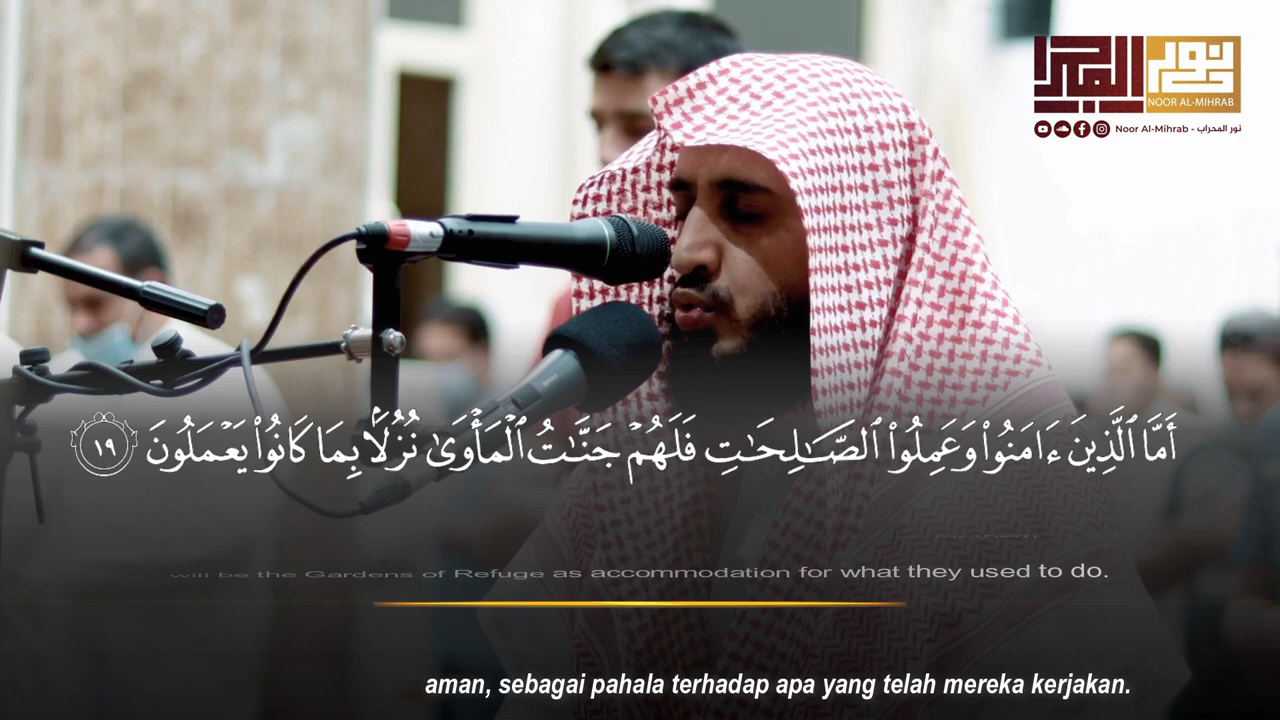 نور المحراب
NOOR AL-MIHRAB
Noor Al-Mihrab - نور المحراب
أَمَّا ٱلَّذِينَ ءَامَنُوا۟ وَعَمِلُوا۟ ٱلصَّـٰلِحَـٰتِ فَلَهُمْ جَنَّـٰتُ ٱلْمَأْوَىٰ نُزُلًۢا بِمَا كَانُوا۟ يَعْمَلُونَ ١٩
for them
will be the Gardens of Refuge as accommodation for what they used to do.
aman, sebagai pahala terhadap apa yang telah mereka kerjakan.